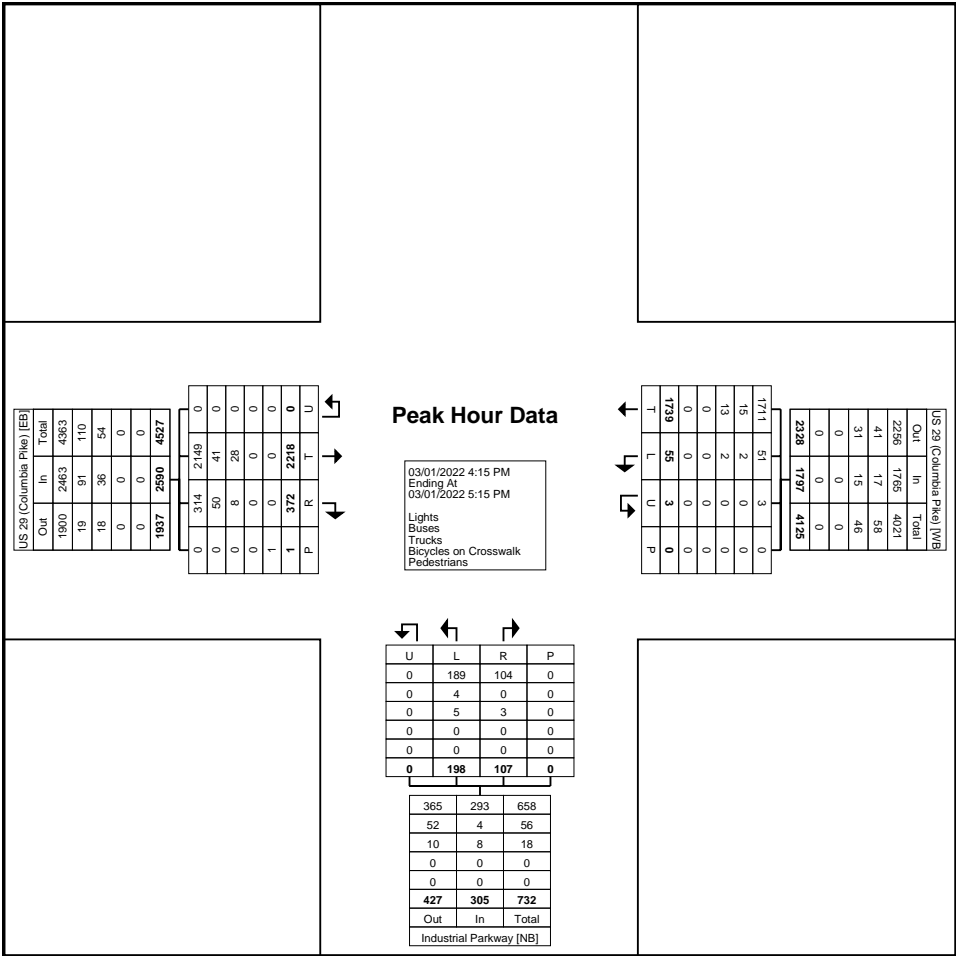 Peak Hour Data
03/01/2022 4:15 PM
Ending At
03/01/2022 5:15 PM
Lights
Buses
Trucks
Bicycles on Crosswalk
Pedestrians
US 29 (Columbia Pike) [EB]
Total 4363 110 54 0 0 4527
In 2463 91 36 0 0 2590
Out 1900 19 18 0 0 1937
0 0 0 0 0 0 U
2149 41 28 0 0 2218 T
314 50 8 0 0 372 R
0 0 0 0 1 1 P
T 1739 0 0 13 15 1711
L 55 0 0 2 2 51
U 3 0 0 0 0 3
P 0 0 0 0 0 0
2328 0 0 31 41 2256 Out
1797 0 0 15 17 1765 In
4125 0 0 46 58 4021 Total
US 29 (Columbia Pike) [WB
U L R P
0 189 104 0
0 4 0 0
0 5 3 0
0 0 0 0
0 0 0 0
0 198 107 0
365 293 658
52 4 56
10 8 18
0 0 0
0 0 0
427 305 732
Out In Total
Industrial Parkway [NB]